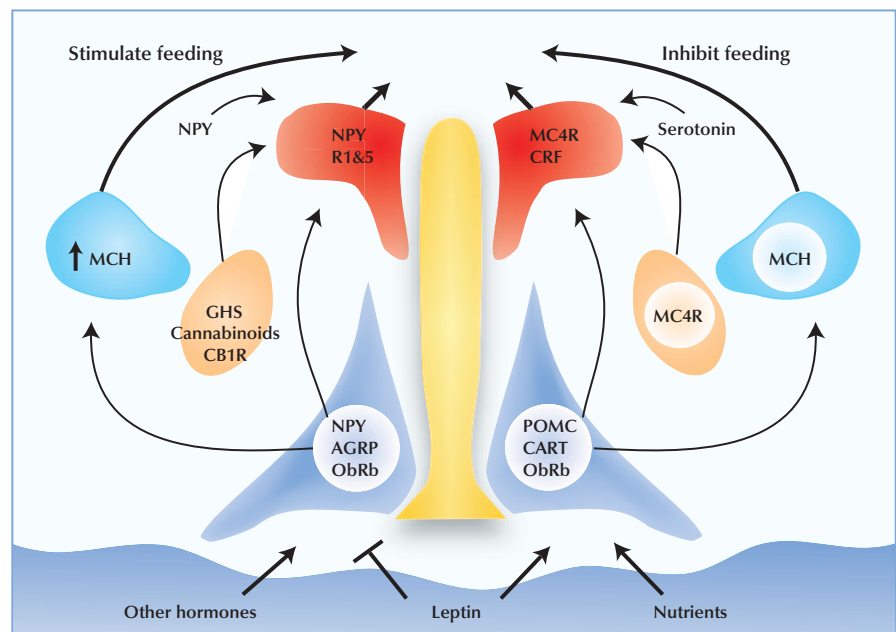 Stimulate feeding
Inhibit feeding
NPY
NPY
R1&5
MC4R
CRF
Serotonin
MCH
GHS
Cannabinoids
CB1R
MC4R
MCH
NPY
AGRP
ObRb
POMC
CART
ObRb
Other hormones
Leptin
Nutrients